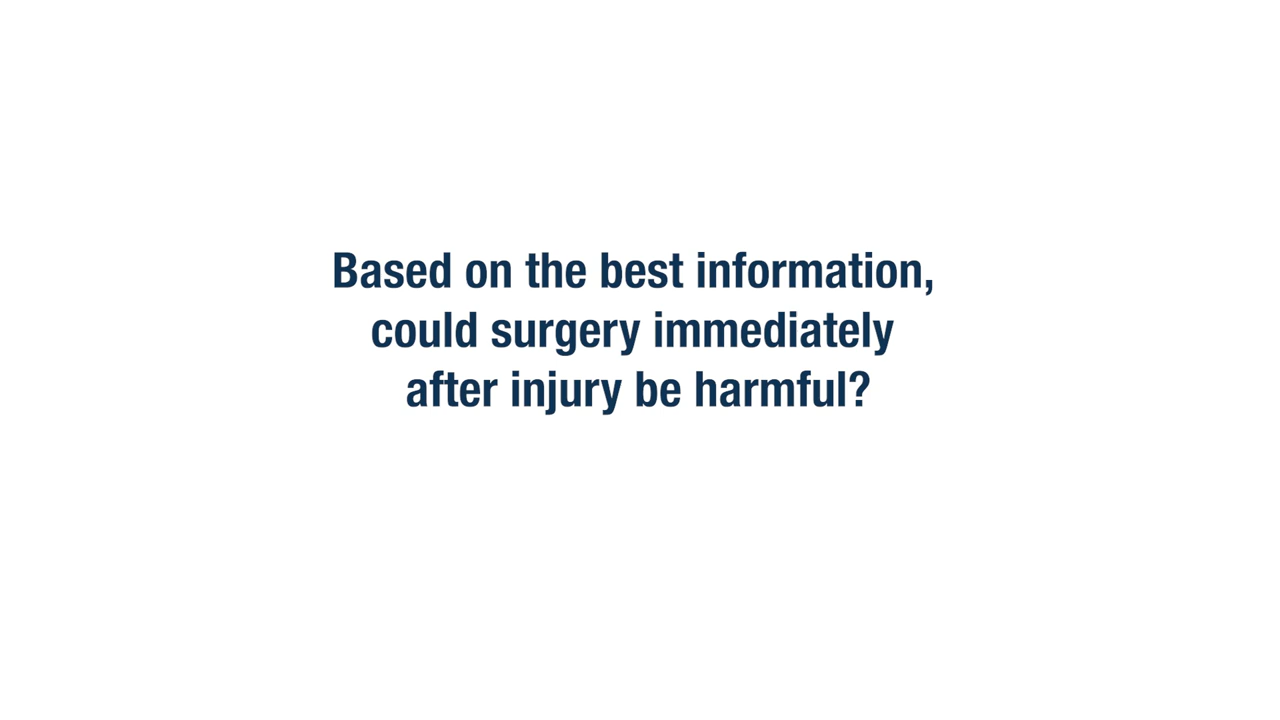 Based on the best information,
could surgery immediately
after injury be harmful?